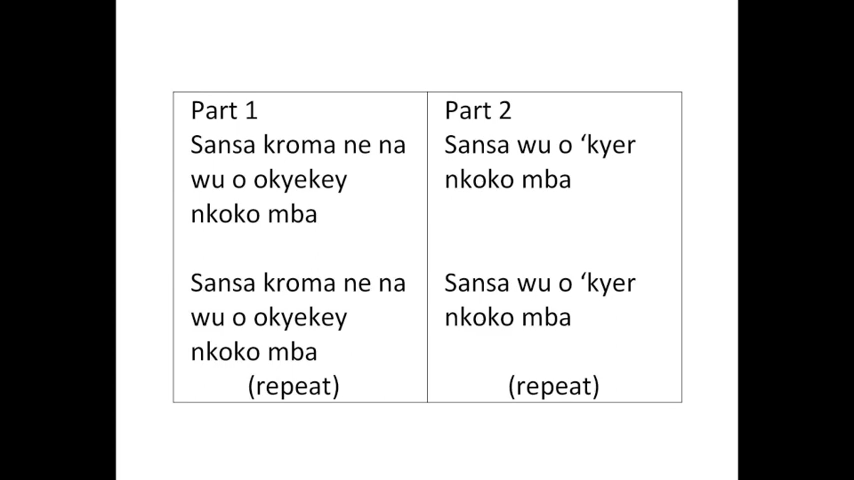 Part 1
Sansa kroma ne na
wu o okyekey
nkoko mba
Sansa kroma ne na
wu o okyekey
nkoko mba
(repeat)
Part 2
Sansa wu o ‘kyer
nkoko mba
Sansa wu o ‘kyer
nkoko mba
(repeat)